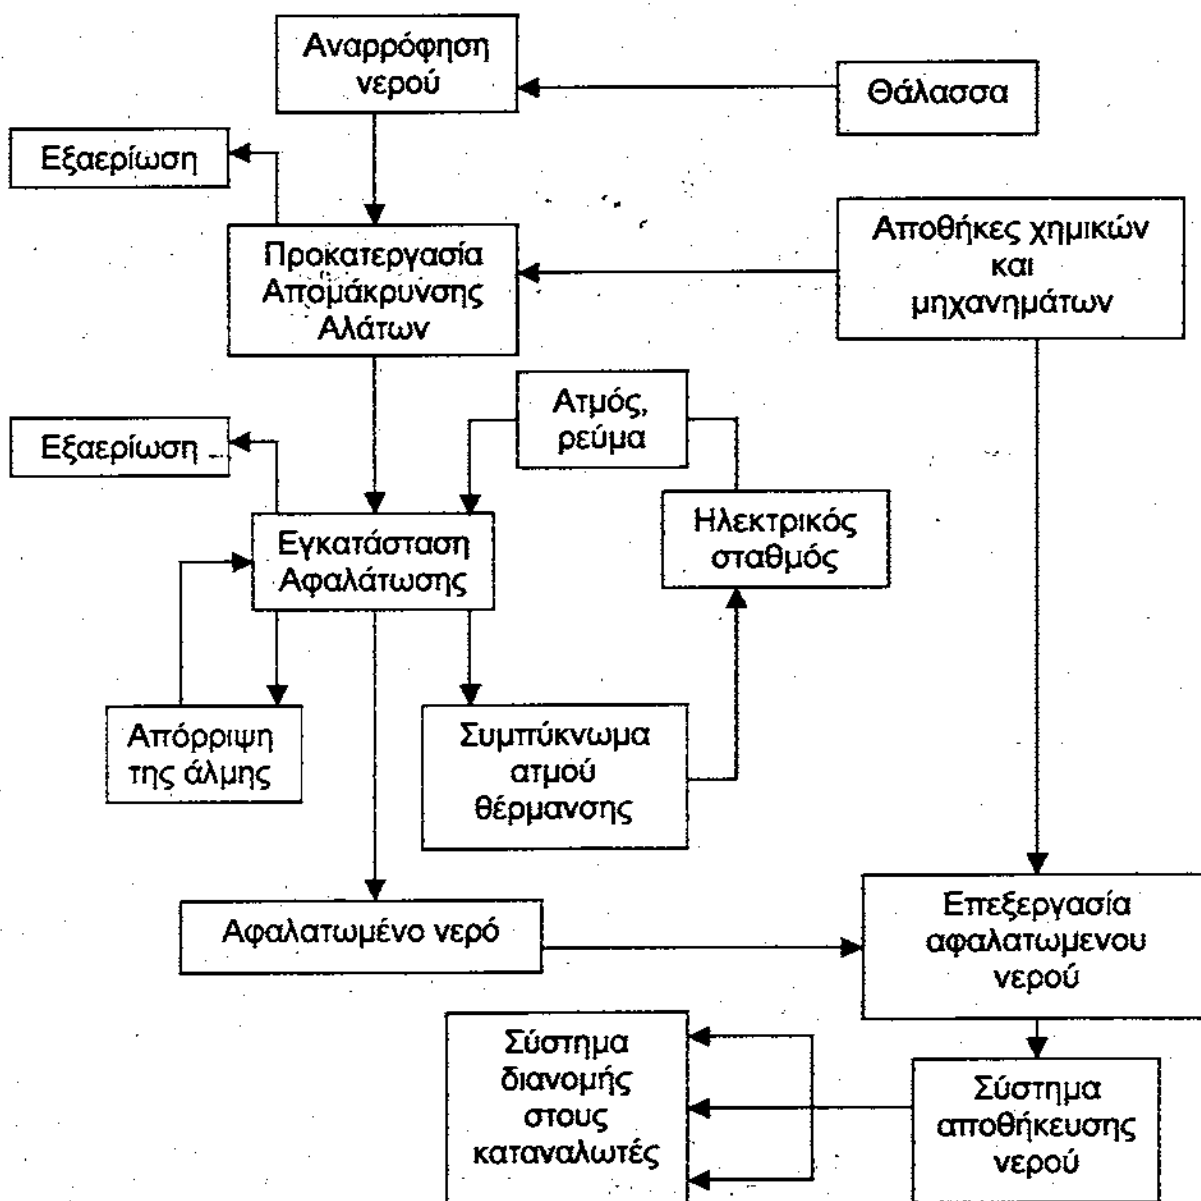 Αναρρόφηση
νερού
Θάλασσα
Εξαερίωση
Προκατεργασία
Απομάκρυνσης
Αλάτων
Αποθήκες χημικών
και
μηχανημάτων
Εξαερίωση
Ατμός,
ρεύμα
Ηλεκτρικός
σταθμός
Εγκατάσταση
Αφαλάτωσης
Απόρριψη
της άλμης
Συμπύκνωμα
ατμού
θέρμανσης
Αφαλατωμένο νερό
Επεξεργασία
αφαλατωμενου
νερού
Σύστημα
διανομής
στους
καταναλωτές
Σύστημα
αποθήκευσης
νερού